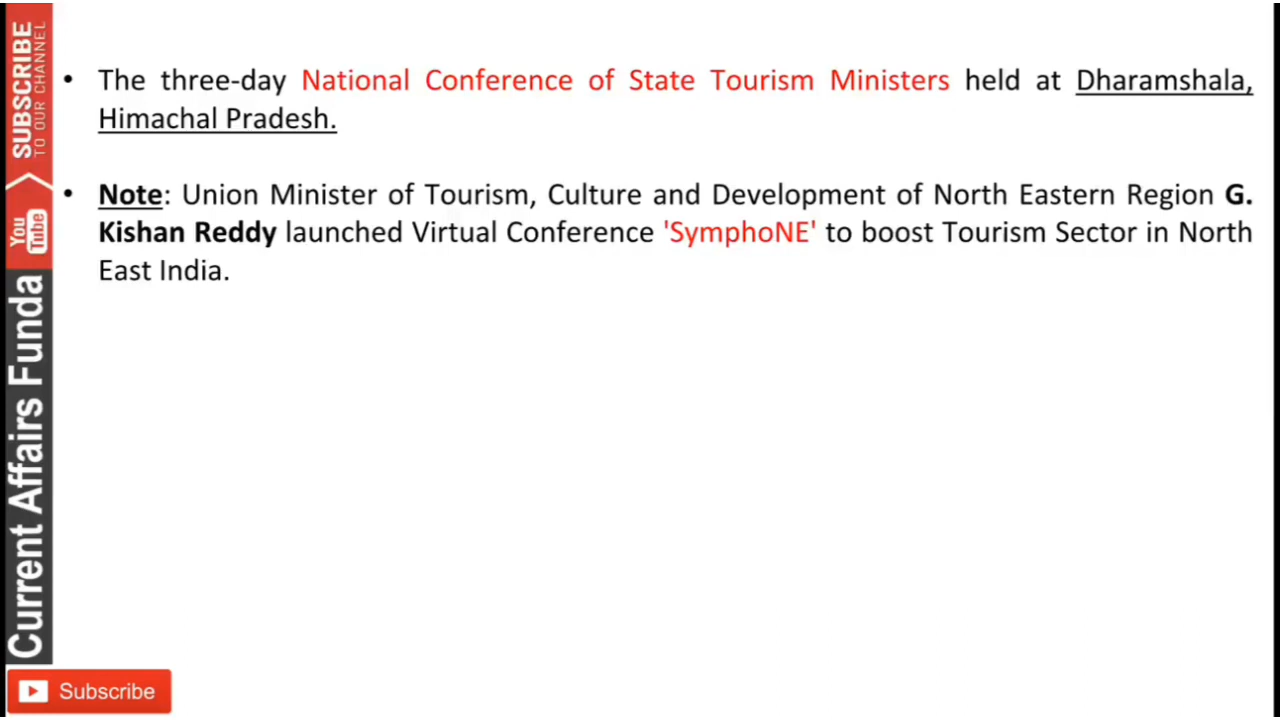 SUBSCRIBE
TO OUR CHANNEL
You
Tube
Current Affairs Funda
• The three-day National Conference of State Tourism Ministers held at Dharamshala,
Himachal Pradesh.
• Note: Union Minister of Tourism, Culture and Development of North Eastern Region G.
Kishan Reddy launched Virtual Conference 'SymphoNE' to boost Tourism Sector in North
East India.
Subscribe